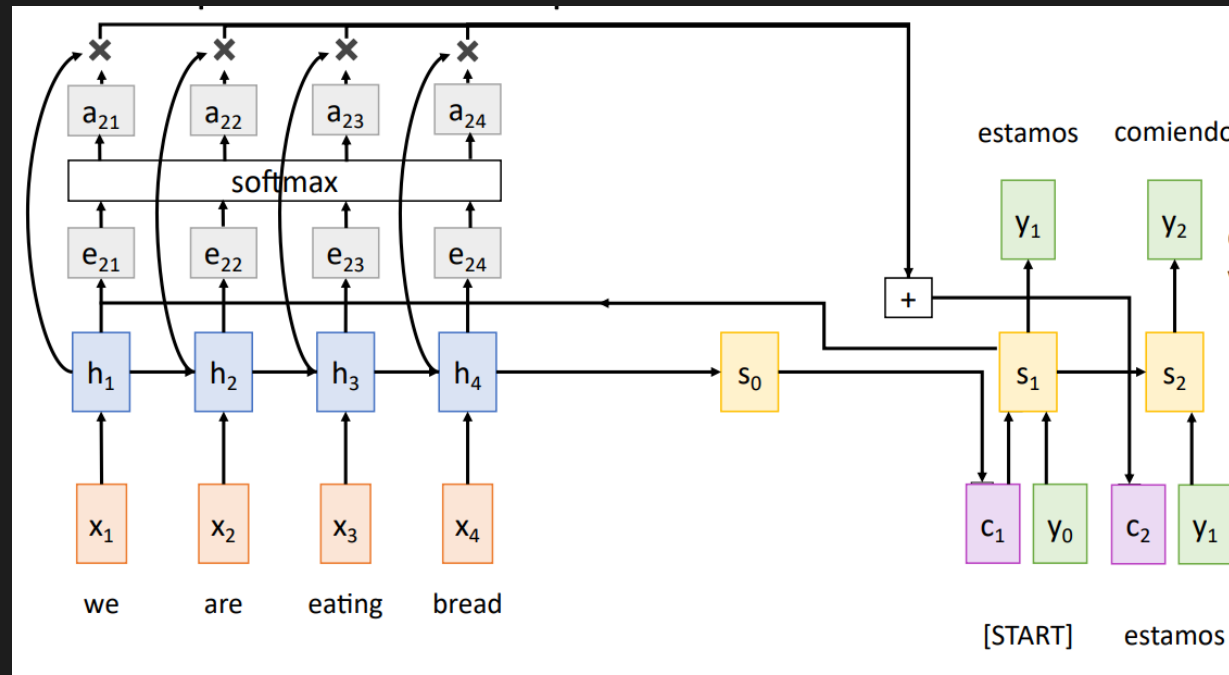 a₂₁ a₂₂ a₂₃ a₂₄
estamos comiendo
softmax
y₁ y₂
e₂₁ e₂₂ e₂₃ e₂₄
+
h₁ h₂ h₃ h₄ s₀ s₁ s₂
x₁ x₂ x₃ x₄ c₁ y₀ c₂ y₁
we are eating bread
[START] estamos